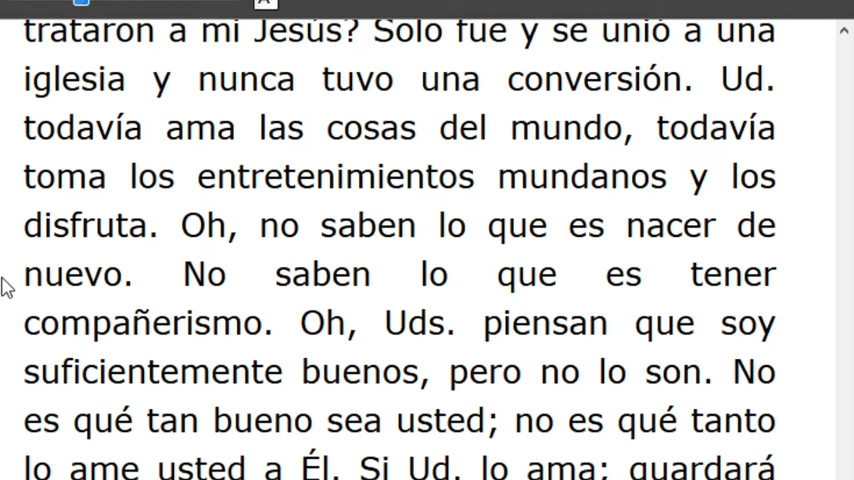 trataron a mi Jesús? Solo fue y se unió a una
iglesia y nunca tuvo una conversión. Ud.
todavía ama las cosas del mundo, todavía
toma los entretenimientos mundanos y los
disfruta. Oh, no saben lo que es nacer de
nuevo. No saben lo que es tener
compañerismo. Oh, Uds. piensan que soy
suficientemente buenos, pero no lo son. No
es qué tan bueno sea usted; no es qué tanto
lo ame usted a Él. Si Ud. lo ama; guardará